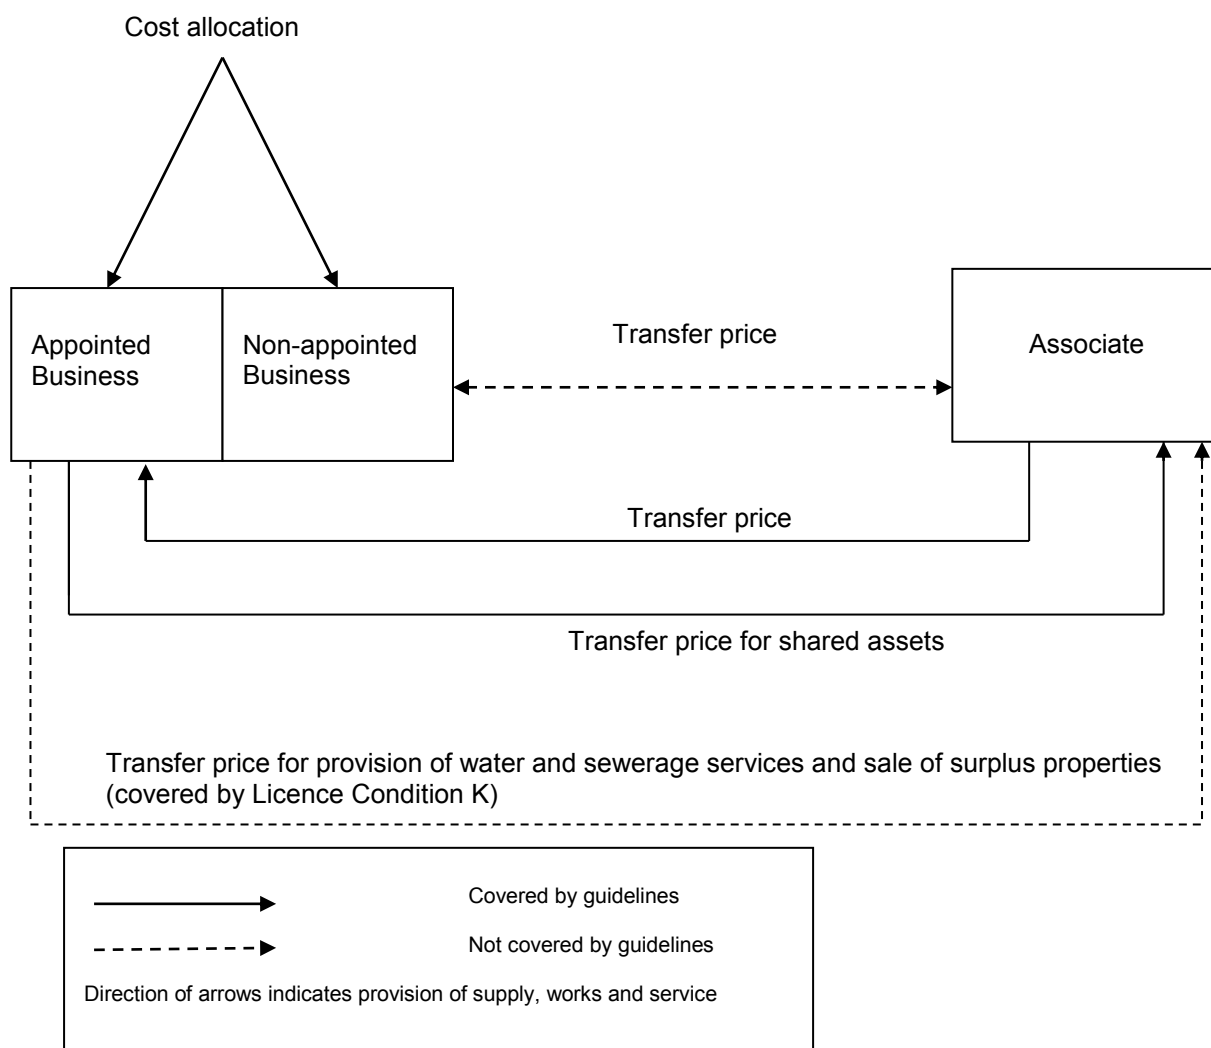 Cost allocation
Appointed
Business
Non-appointed
Business
Transfer price
Associate
Transfer price
Transfer price for shared assets
Transfer price for provision of water and sewerage services and sale of surplus properties
(covered by Licence Condition K)
Covered by guidelines
Not covered by guidelines
Direction of arrows indicates provision of supply, works and service